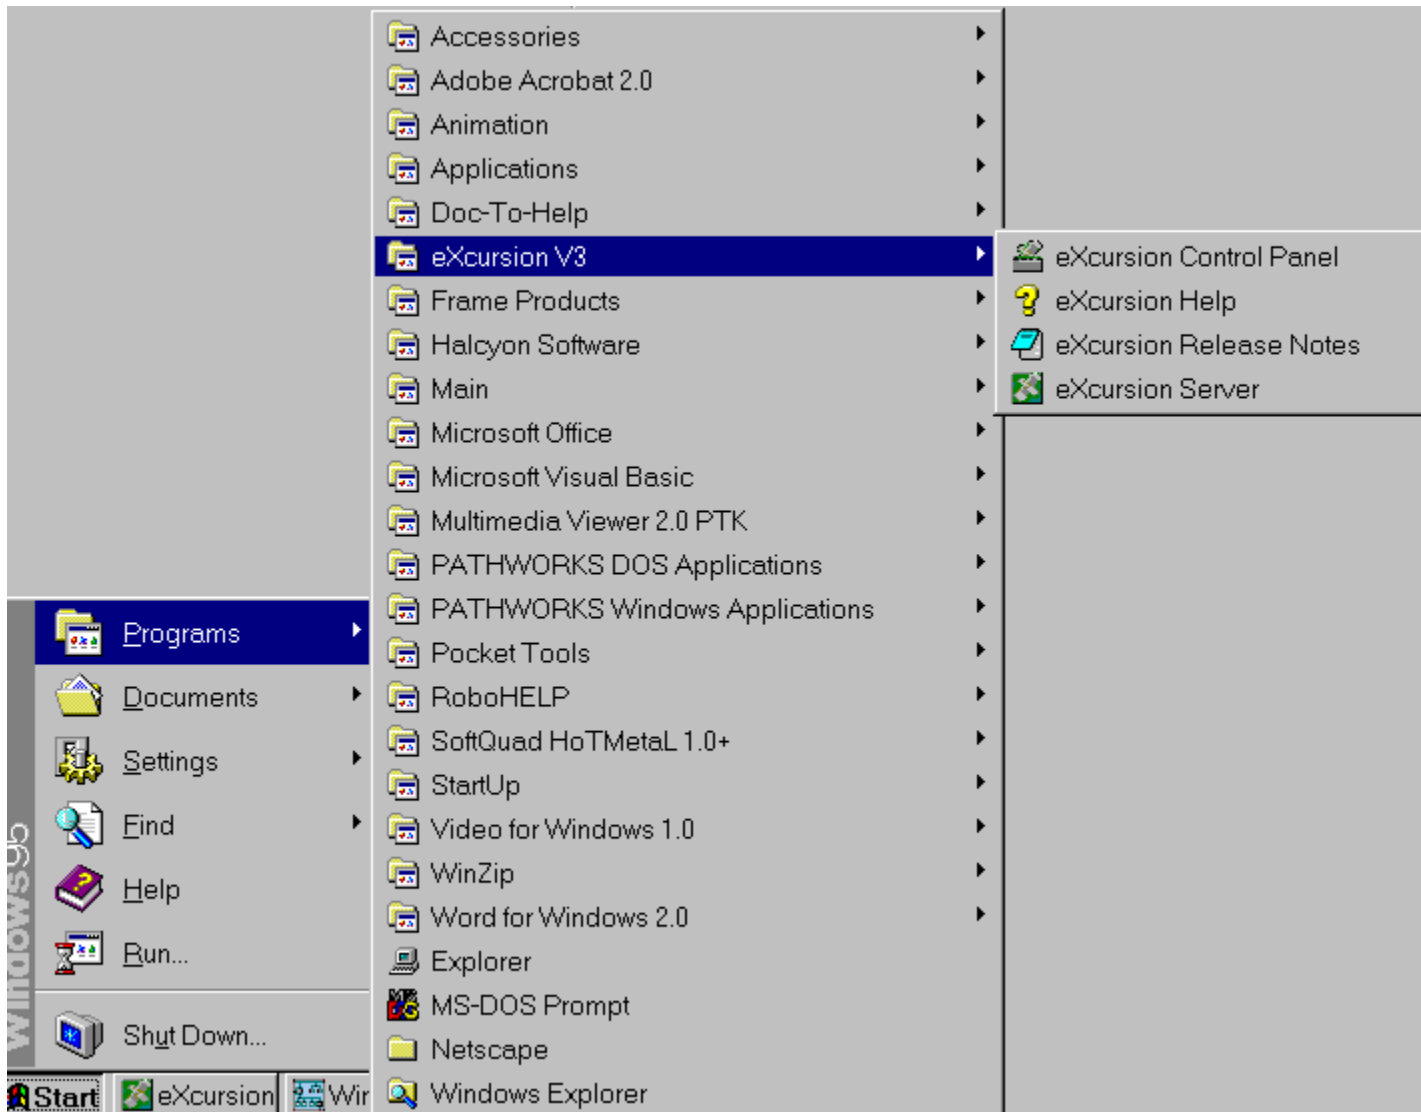 Accessories
Adobe Acrobat 2.0
Animation
Applications
Doc-To-Help
eXcursion V3
Frame Products
Halcyon Software
Main
Microsoft Office
Microsoft Visual Basic
Multimedia Viewer 2.0 PTK
PATHWORKS DOS Applications
PATHWORKS Windows Applications
Pocket Tools
RoboHELP
SoftQuad HoTMetaL 1.0+
StartUp
Video for Windows 1.0
WinZip
Word for Windows 2.0
Explorer
MS-DOS Prompt
Netscape
Windows Explorer
eXcursion Control Panel
eXcursion Help
eXcursion Release Notes
eXcursion Server
Programs
Documents
Settings
Find
Help
Run...
Shut Down...
Windows95
Start
eXcursion
Wir